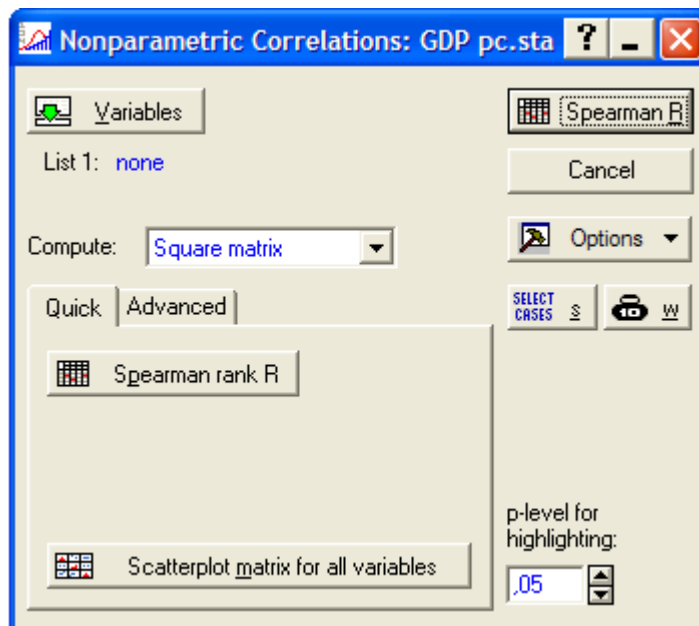 Nonparametric Correlations: GDP pc.sta ? _ X
Variables
Spearman R
List 1: none
Cancel
Compute: Square matrix
Options
Quick Advanced
SELECT CASES S W
Spearman rank R
p-level for
highlighting:
Scatterplot matrix for all variables
,05